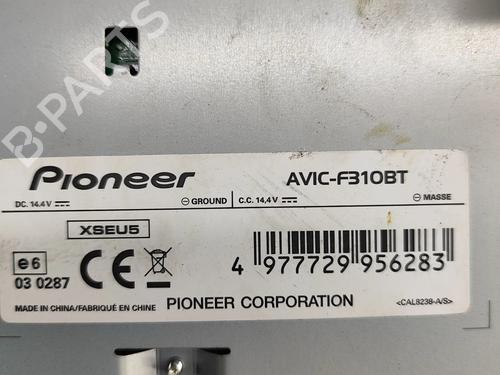 B-PARTS
Pioneer
AVIC-F310BT
DC. 14.4V ⎓ ⊖ GROUND
C.C. 14,4V ⎓ ⊖ MASSE
XSEU5
e6
03 0287
CE
4 977729 956283
MADE IN CHINA/FABRIQUÉ EN CHINE
PIONEER CORPORATION
<CAL8238-A/S>